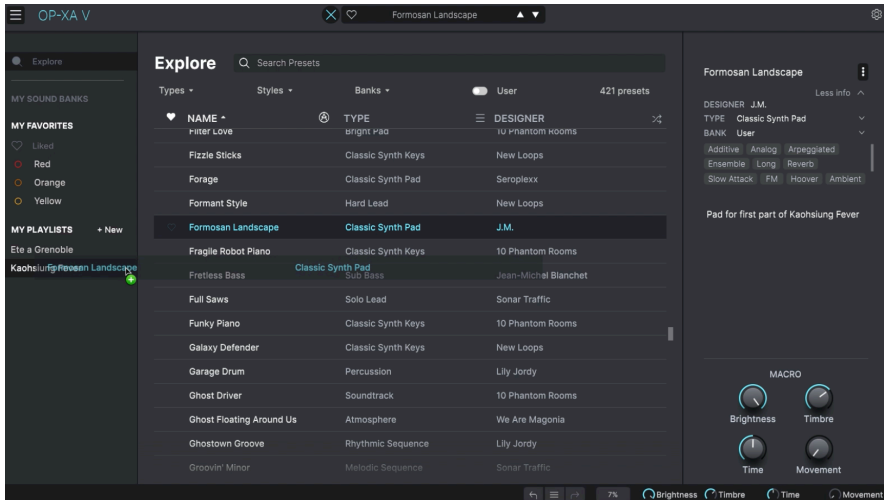 OP-XA V
Formosan Landscape
Explore
MY SOUND BANKS
MY FAVORITES
Liked
Red
Orange
Yellow
MY PLAYLISTS + New
Ete a Grenoble
Kaohsiung Fever
Formosan Landscape Classic Synth Pad
Explore Search Presets
Types Styles Banks User 421 presets
NAME TYPE DESIGNER
Filter Love Bright Pad 10 Phantom Rooms
Fizzle Sticks Classic Synth Keys New Loops
Forage Classic Synth Pad Seroplexx
Formant Style Hard Lead New Loops
Formosan Landscape Classic Synth Pad J.M.
Fragile Robot Piano Classic Synth Keys 10 Phantom Rooms
Fretless Bass Sub Bass Jean-Michel Blanchet
Full Saws Solo Lead Sonar Traffic
Funky Piano Classic Synth Keys 10 Phantom Rooms
Galaxy Defender Classic Synth Keys New Loops
Garage Drum Percussion Lily Jordy
Ghost Driver Soundtrack 10 Phantom Rooms
Ghost Floating Around Us Atmosphere We Are Magonia
Ghostown Groove Rhythmic Sequence Lily Jordy
Groovin' Minor Melodic Sequence Sonar Traffic
Formosan Landscape
Less info
DESIGNER J.M.
TYPE Classic Synth Pad
BANK User
Additive Analog Arpeggiated
Ensemble Long Reverb
Slow Attack FM Hoover Ambient
Pad for first part of Kaohsiung Fever
MACRO
Brightness Timbre
Time Movement
7% Brightness Timbre Time Movement